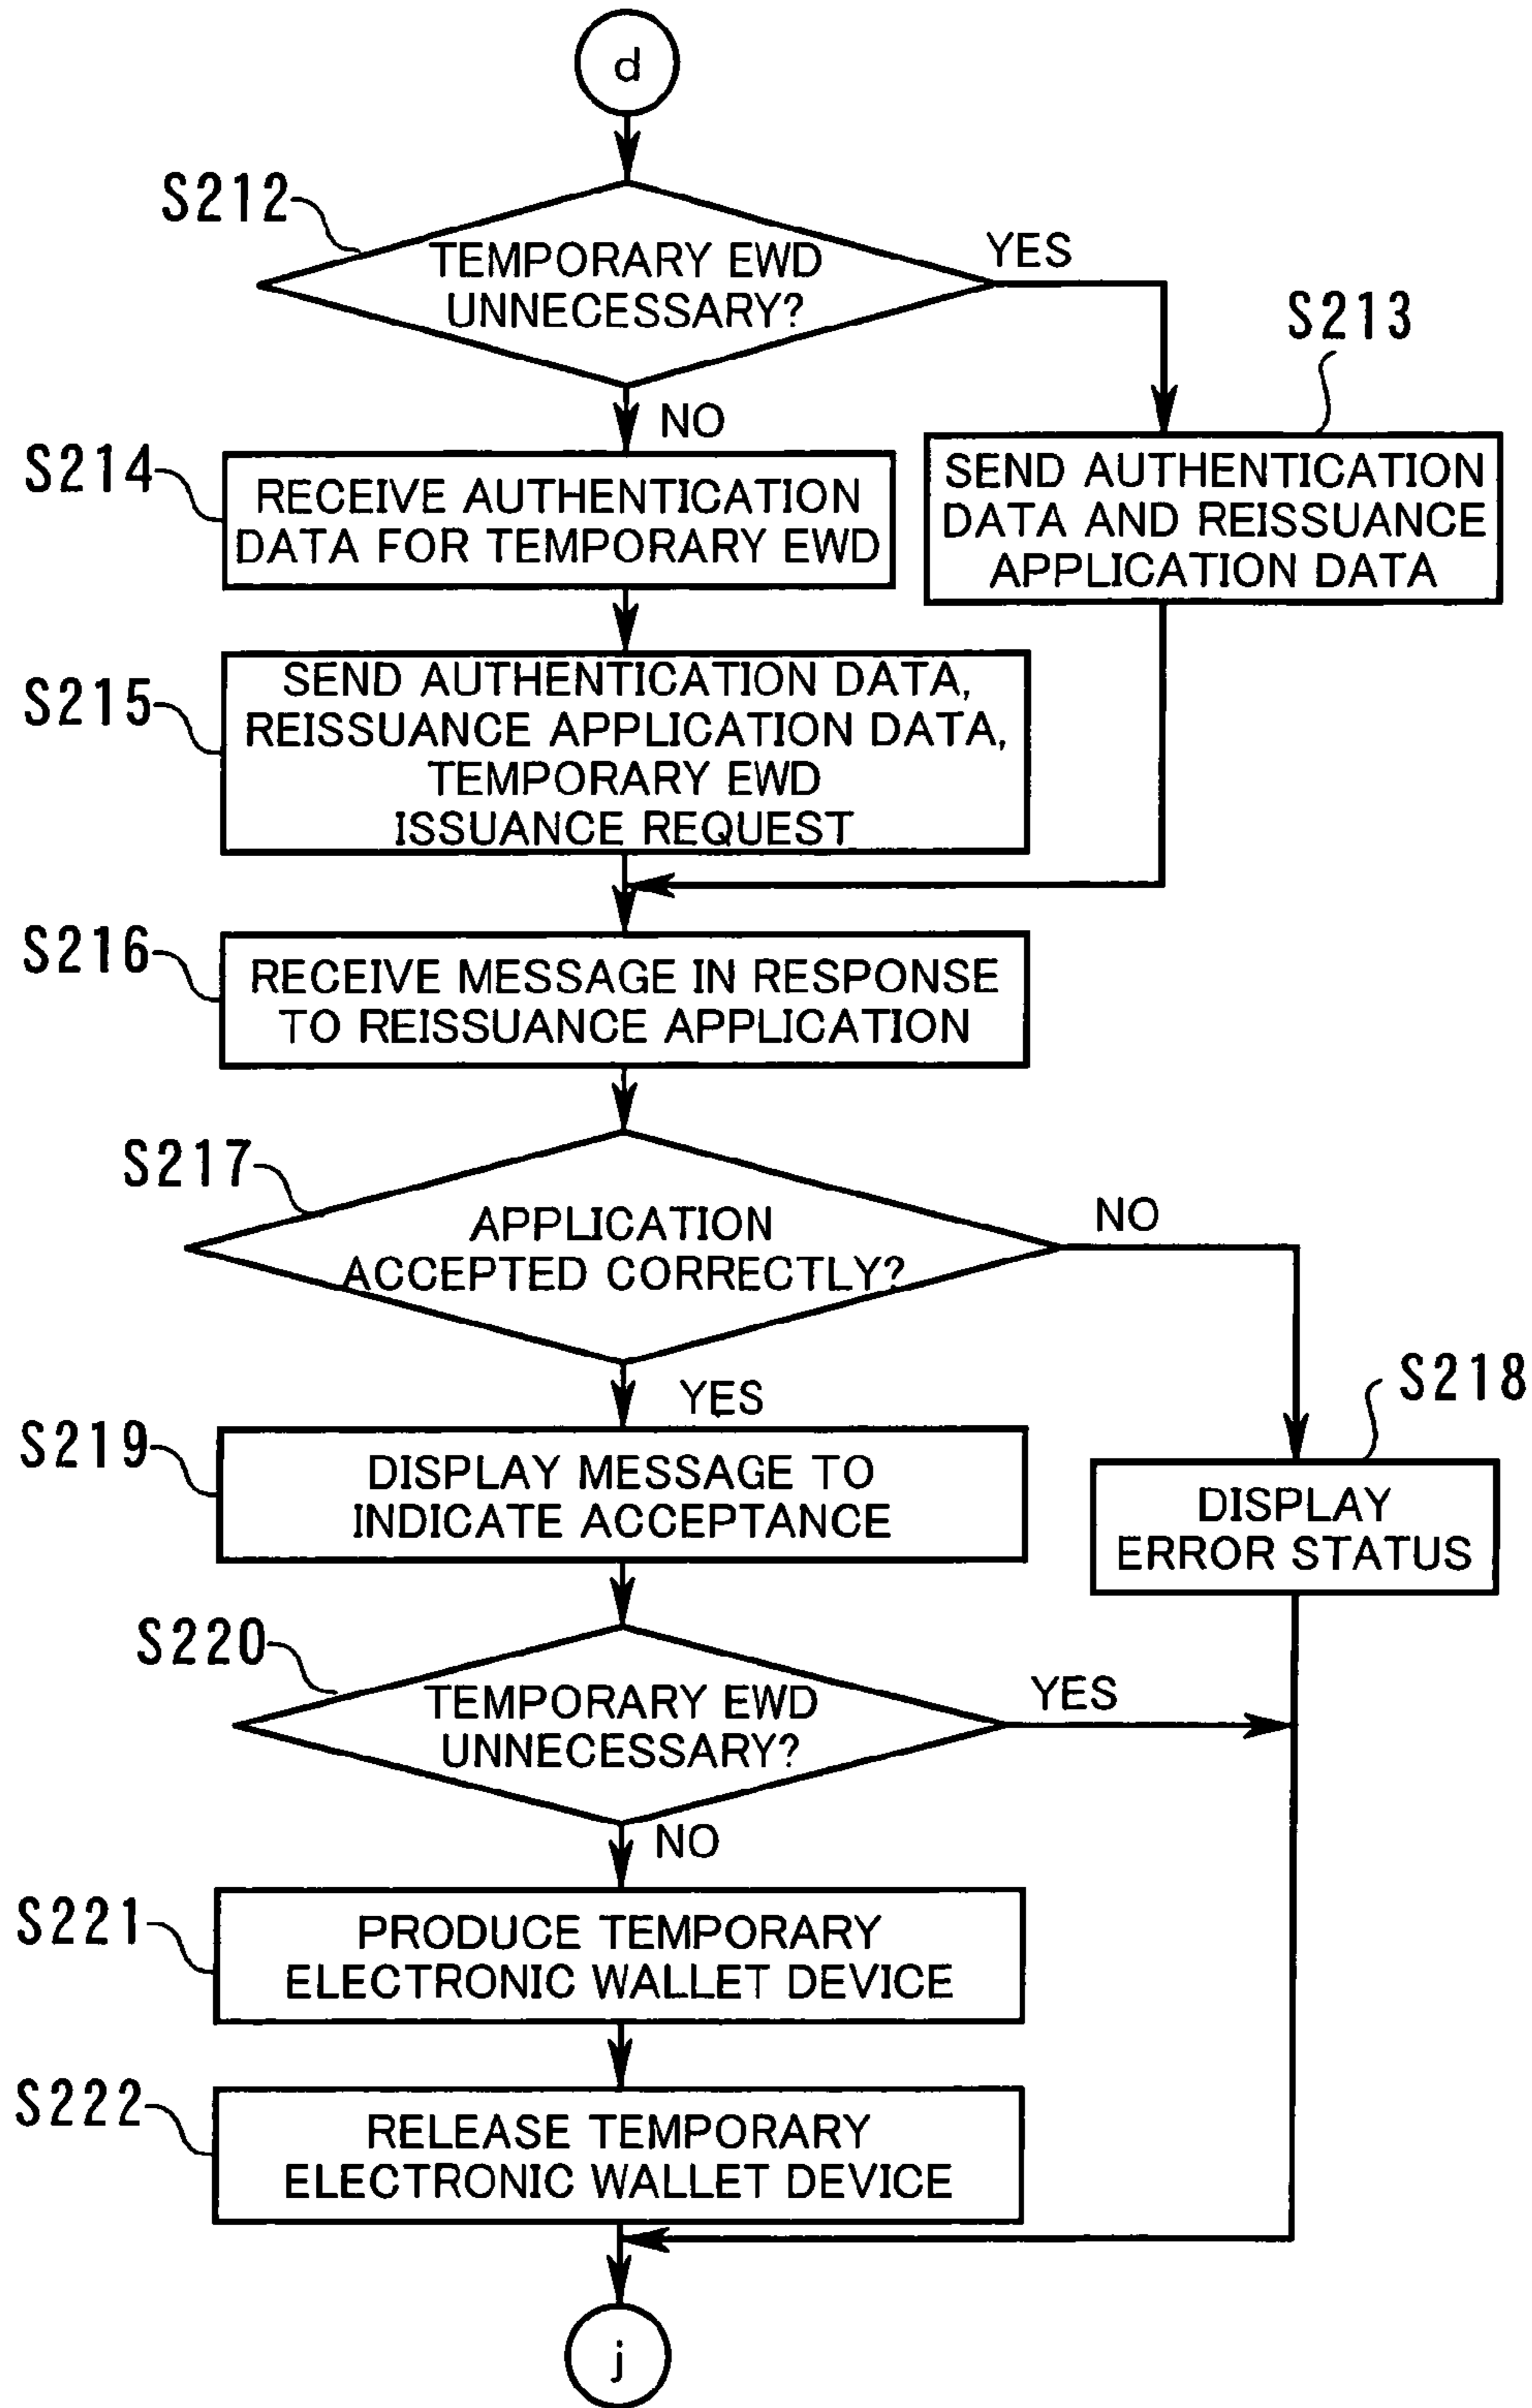 d
S212
TEMPORARY EWD
UNNECESSARY?
YES
S213
NO
SEND AUTHENTICATION
DATA AND REISSUANCE
APPLICATION DATA
S214
RECEIVE AUTHENTICATION
DATA FOR TEMPORARY EWD
S215
SEND AUTHENTICATION DATA,
REISSUANCE APPLICATION DATA,
TEMPORARY EWD
ISSUANCE REQUEST
S216
RECEIVE MESSAGE IN RESPONSE
TO REISSUANCE APPLICATION
S217
APPLICATION
ACCEPTED CORRECTLY?
NO
YES
S218
S219
DISPLAY MESSAGE TO
INDICATE ACCEPTANCE
DISPLAY
ERROR STATUS
S220
TEMPORARY EWD
UNNECESSARY?
YES
NO
S221
PRODUCE TEMPORARY
ELECTRONIC WALLET DEVICE
S222
RELEASE TEMPORARY
ELECTRONIC WALLET DEVICE
j